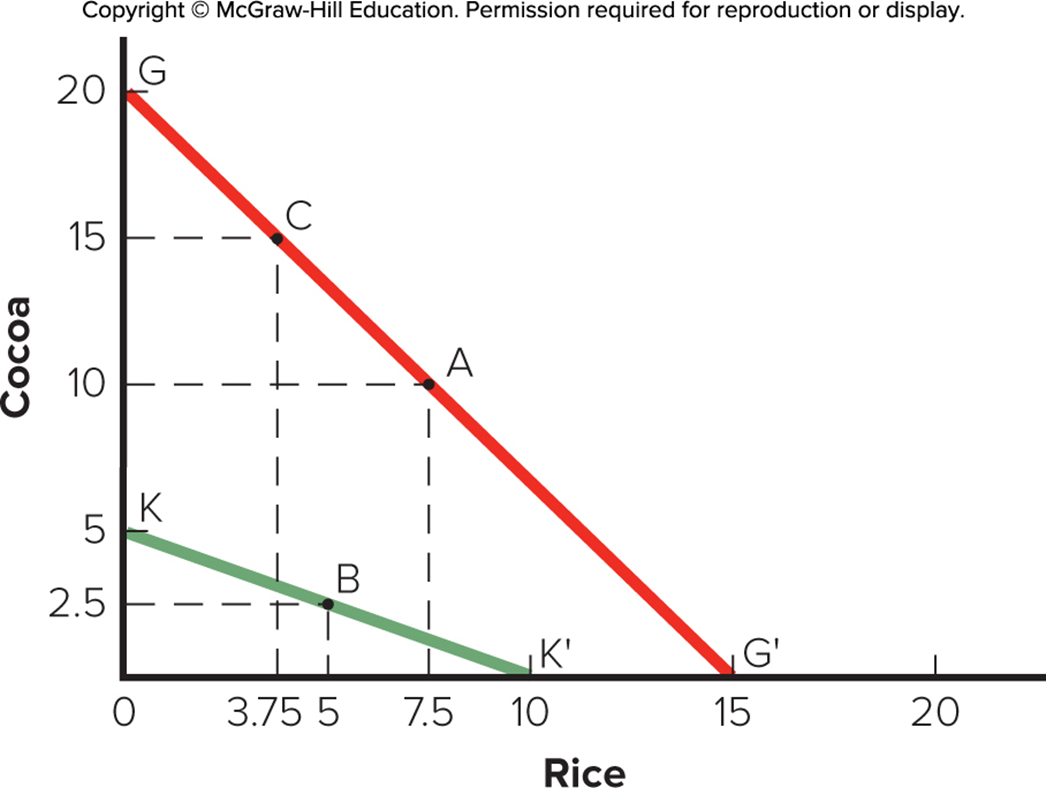 Copyright © McGraw-Hill Education. Permission required for reproduction or display.
G
20
C
15
A
10
Cocoa
K
5
B
2.5
K'
G'
0 3.75 5 7.5 10 15 20
Rice